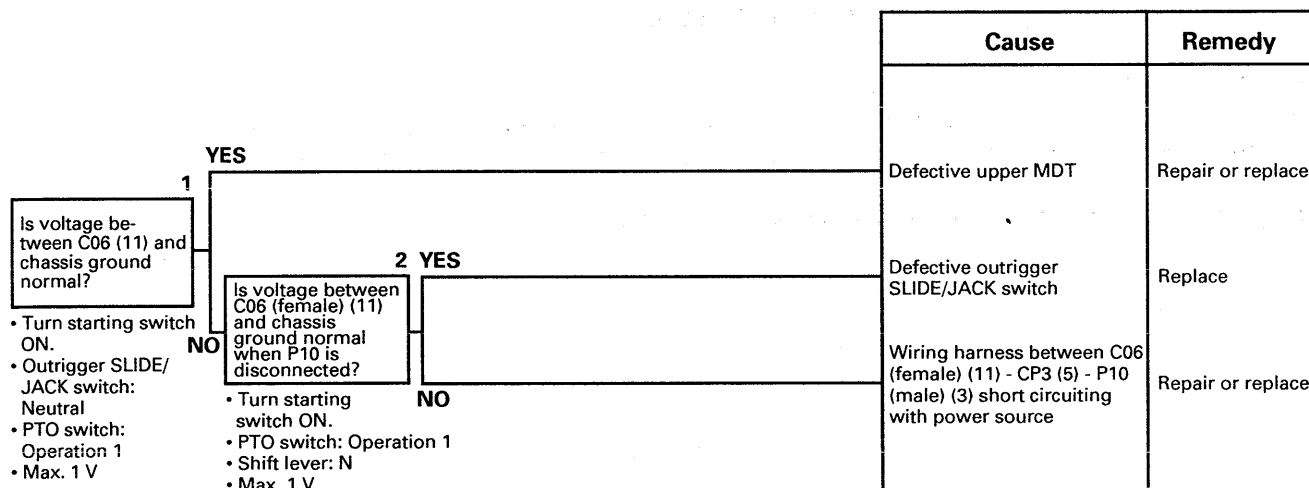 Cause
Remedy
YES
1
Is voltage be-
tween C06 (11) and
chassis ground
normal?
• Turn starting switch
ON.
• Outrigger SLIDE/
JACK switch:
Neutral
• PTO switch:
Operation 1
• Max. 1 V
NO
2 YES
Is voltage between
C06 (female) (11)
and chassis
ground normal
when P10 is
disconnected?
• Turn starting
switch ON.
• PTO switch: Operation 1
• Shift lever: N
• Max. 1 V
NO
Defective upper MDT
Repair or replace
Defective outrigger
SLIDE/JACK switch
Replace
Wiring harness between C06
(female) (11) - CP3 (5) - P10
(male) (3) short circuiting
with power source
Repair or replace